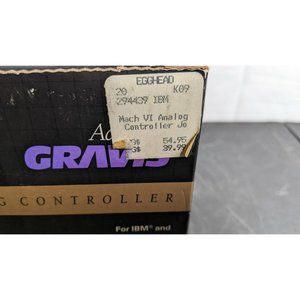 EGGHEAD
20 K09
294439 IBM
Mach VI Analog
Controller Jo
54.95
39.99
Ad
GRAVIS
G CONTROLLER
For IBM® and